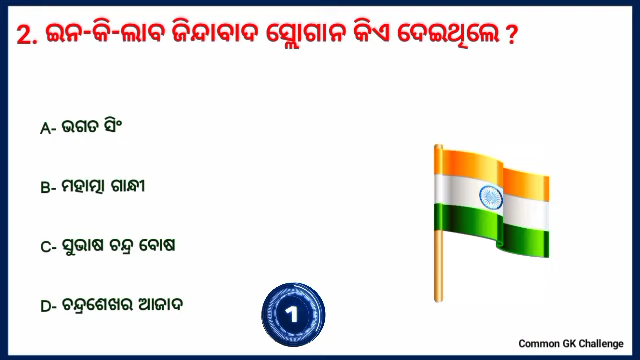 2. ଇନ-କି-ଲାବ ଜିନ୍ଦାବାଦ ସ୍ଲୋଗାନ କିଏ ଦେଇଥିଲେ ?
A- ଭଗତ ସିଂ
B- ମହାତ୍ମା ଗାନ୍ଧୀ
C- ସୁଭାଷ ଚନ୍ଦ୍ର ବୋଷ
D- ଚନ୍ଦ୍ରଶେଖର ଆଜାଦ
1
Common GK Challenge